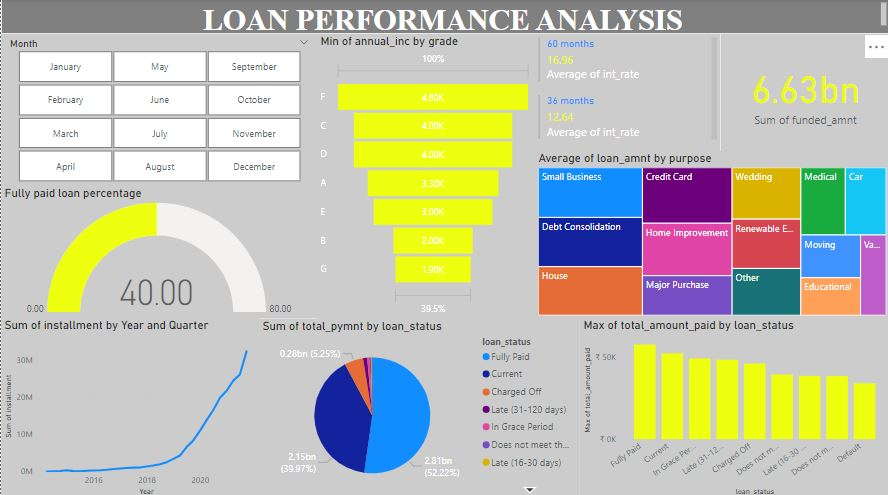 LOAN PERFORMANCE ANALYSIS
Month
January
May
September
February
June
October
March
July
November
April
August
December
Fully paid loan percentage
40.00
0.00
80.00
Min of annual_inc by grade
100%
F
4.80K
C
4.00K
D
4.00K
A
3.30K
E
3.00K
B
2.00K
G
1.90K
39.5%
60 months
16.96
Average of int_rate
36 months
12.64
Average of int_rate
6.63bn
Sum of funded_amnt
Average of loan_amnt by purpose
Small Business
Credit Card
Wedding
Medical
Car
Debt Consolidation
Home Improvement
Renewable E...
Moving
Va...
House
Major Purchase
Other
Educational
Sum of installment by Year and Quarter
Sum of installment
30M
20M
10M
0M
2016
2018
2020
Year
Sum of total_pymnt by loan_status
0.28bn (5.25%)
2.15bn
(39.97%)
2.81bn
(52.22%)
loan_status
Fully Paid
Current
Charged Off
Late (31-120 days)
In Grace Period
Does not meet th...
Late (16-30 days)
Max of total_amount_paid by loan_status
Max of total_amount_paid
₹ 50K
₹ 0K
Fully Paid
Current
In Grace Per...
Late (31-12...
Charged Off
Does not m...
Late (16-30 ...
Does not m...
Default
loan_status